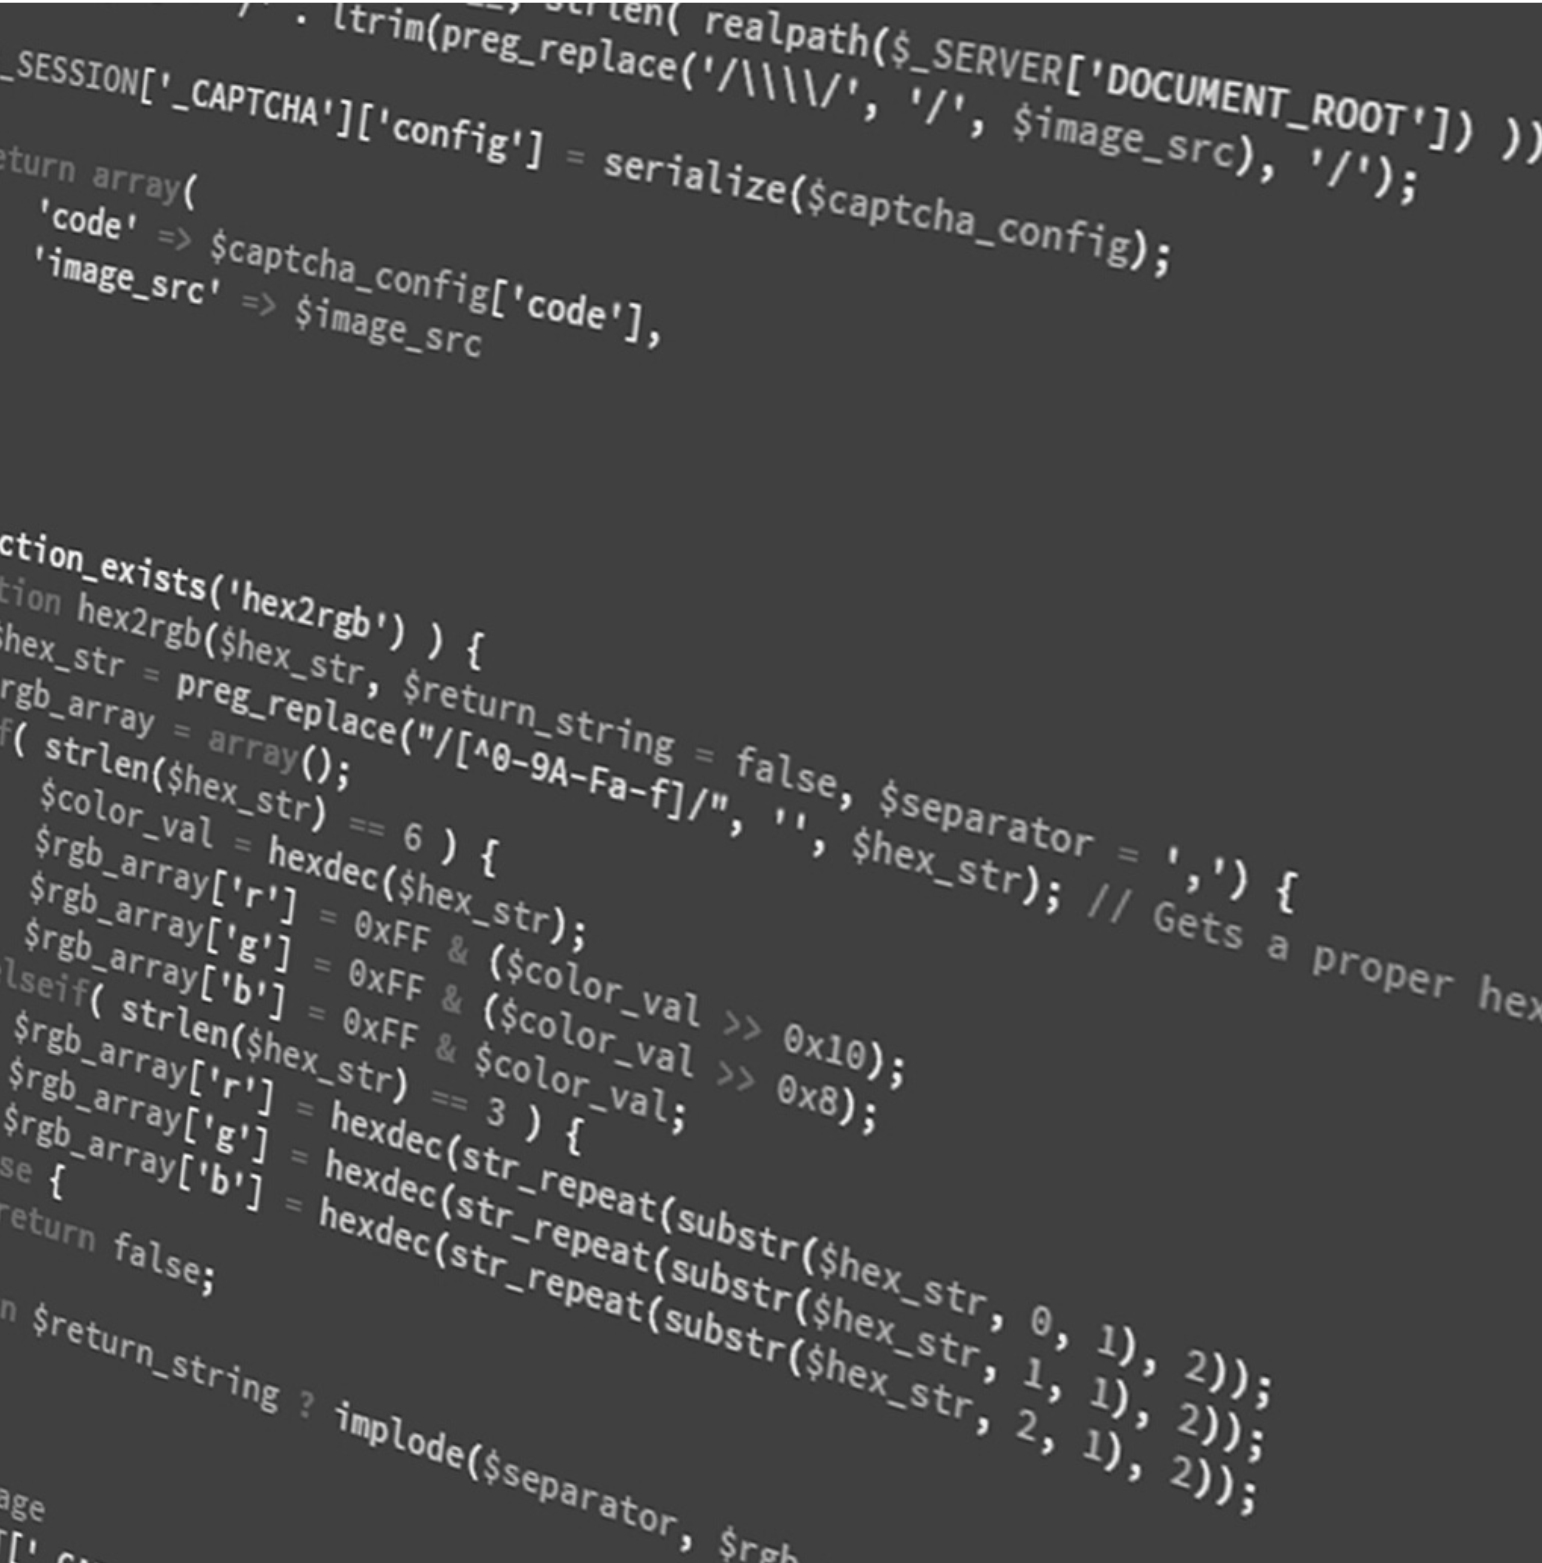 strlen( realpath($_SERVER['DOCUMENT_ROOT']) ))
/' . ltrim(preg_replace('/\\\\/', '/', $image_src), '/');
_SESSION['_CAPTCHA']['config'] = serialize($captcha_config);
eturn array(
'code' => $captcha_config['code'],
'image_src' => $image_src
ction_exists('hex2rgb') ) {
tion hex2rgb($hex_str, $return_string = false, $separator = ',') {
$hex_str = preg_replace("/[^0-9A-Fa-f]/", '', $hex_str); // Gets a proper hex
rgb_array = array();
f( strlen($hex_str) == 6 ) {
$color_val = hexdec($hex_str);
$rgb_array['r'] = 0xFF & ($color_val >> 0x10);
$rgb_array['g'] = 0xFF & ($color_val >> 0x8);
$rgb_array['b'] = 0xFF & $color_val;
lseif( strlen($hex_str) == 3 ) {
$rgb_array['r'] = hexdec(str_repeat(substr($hex_str, 0, 1), 2));
$rgb_array['g'] = hexdec(str_repeat(substr($hex_str, 1, 1), 2));
$rgb_array['b'] = hexdec(str_repeat(substr($hex_str, 2, 1), 2));
se {
return false;
n $return_string ? implode($separator, $rgb
age